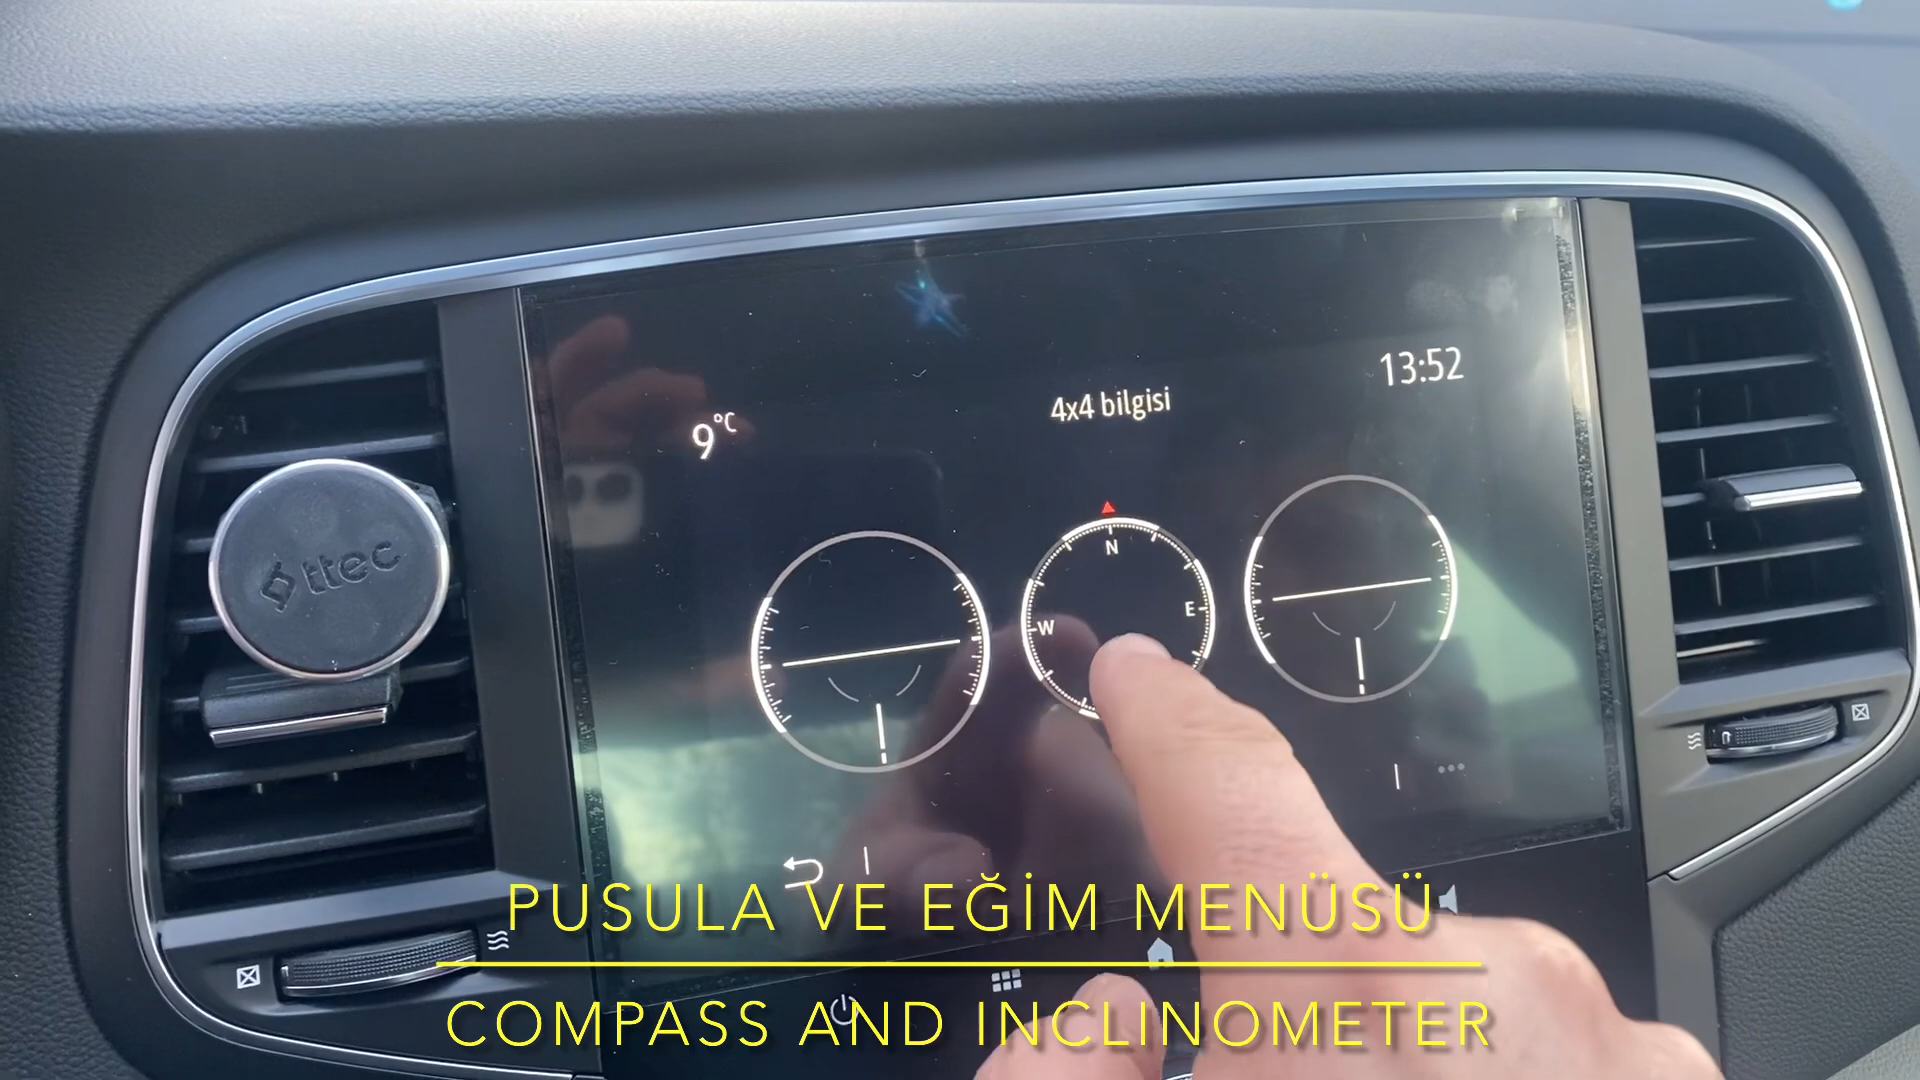 13:52
4x4 bilgisi
9°C
N
E
W
ttec
PUSULA VE EĞİM MENÜSÜ
COMPASS AND INCLINOMETER